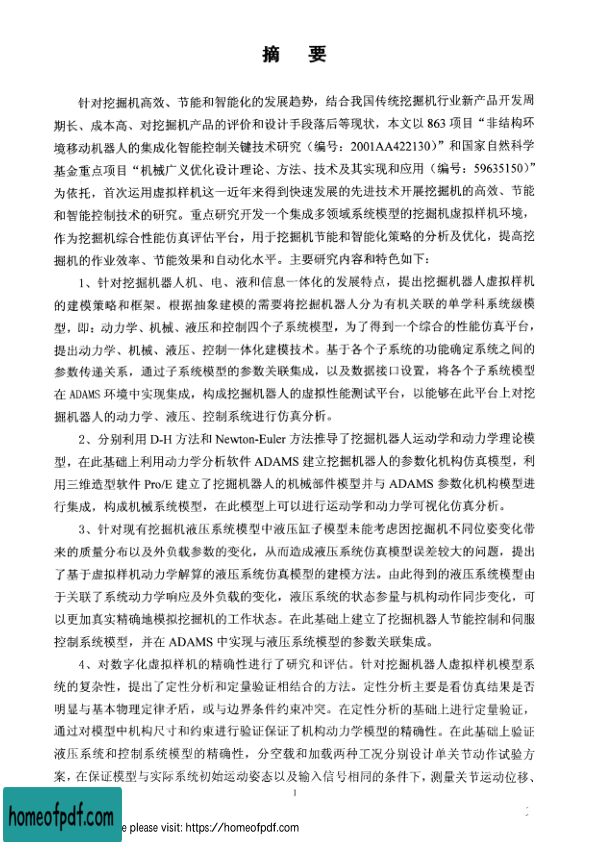 摘 要
针对挖掘机高效、节能和智能化的发展趋势，结合我国传统挖掘机行业新产品开发周
期长、成本高、对挖掘机产品的评价和设计手段落后等现状，本文以 863 项目“非结构环
境移动机器人的集成化智能控制关键技术研究（编号：2001AA422130）”和国家自然科学
基金重点项目“机械广义优化设计理论、方法、技术及其实现和应用（编号：59635150）”
为依托，首次运用虚拟样机这一近年来得到快速发展的先进技术开展挖掘机的高效、节能
和智能控制技术的研究。重点研究开发一个集成多领域系统模型的挖掘机虚拟样机环境，
作为挖掘机综合性能仿真评估平台，用于挖掘机节能和智能化策略的分析及优化，提高挖
掘机的作业效率、节能效果和自动化水平。主要研究内容和特色如下：
1、针对挖掘机器人机、电、液和信息一体化的发展特点，提出挖掘机器人虚拟样机
的建模策略和框架。根据抽象建模的需要将挖掘机器人分为有机关联的单学科系统级模
型，即：动力学、机械、液压和控制四个子系统模型，为了得到一个综合的性能仿真平台，
提出动力学、机械、液压、控制一体化建模技术。基于各个子系统的功能确定系统之间的
参数传递关系，通过子系统模型的参数关联集成，以及数据接口设置，将各个子系统模型
在 ADAMS 环境中实现集成，构成挖掘机器人的虚拟性能测试平台，以能够在此平台上对挖
掘机器人的动力学、液压、控制系统进行仿真分析。
2、分别利用 D-H 方法和 Newton-Euler 方法推导了挖掘机器人运动学和动力学理论模
型，在此基础上利用动力学分析软件 ADAMS 建立挖掘机器人的参数化机构仿真模型，利
用三维造型软件 Pro/E 建立了挖掘机器人的机械部件模型并与 ADAMS 参数化机构模型进
行集成，构成机械系统模型，在此模型上可以进行运动学和动力学可视化仿真分析。
3、针对现有挖掘机液压系统模型中液压缸子模型未能考虑因挖掘机不同位姿变化带
来的质量分布以及外负载参数的变化，从而造成液压系统仿真模型误差较大的问题，提出
了基于虚拟样机动力学解算的液压系统仿真模型的建模方法。由此得到的液压系统模型由
于关联了系统动力学响应及外负载的变化，液压系统的状态参量与机构动作同步变化，可
以更加真实精确地模拟挖掘机的工作状态。在此基础上建立了挖掘机器人节能控制和伺服
控制系统模型，并在 ADAMS 中实现与液压系统模型的参数关联集成。
4、对数字化虚拟样机的精确性进行了研究和评估。针对挖掘机器人虚拟样机模型系
统的复杂性，提出了定性分析和定量验证相结合的方法。定性分析主要是看仿真结果是否
明显与基本物理定律矛盾，或与边界条件约束冲突。在定性分析的基础上进行定量验证，
通过对模型中机构尺寸和约束进行验证保证了机构动力学模型的精确性。在此基础上验证
液压系统和控制系统模型的精确性，分空载和加载两种工况分别设计单关节动作试验方
案，在保证模型与实际系统初始运动姿态以及输入信号相同的条件下，测量关节运动位移、
I
homeofpdf.com
e please visit: https://homeofpdf.com